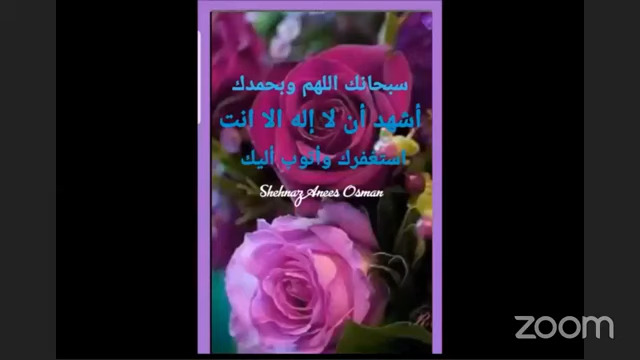 سبحانك اللهم وبحمدك
أشهد أن لا إله الا انت
استغفرك وأتوب أليك
Shehnaz Anees Osman
zoom